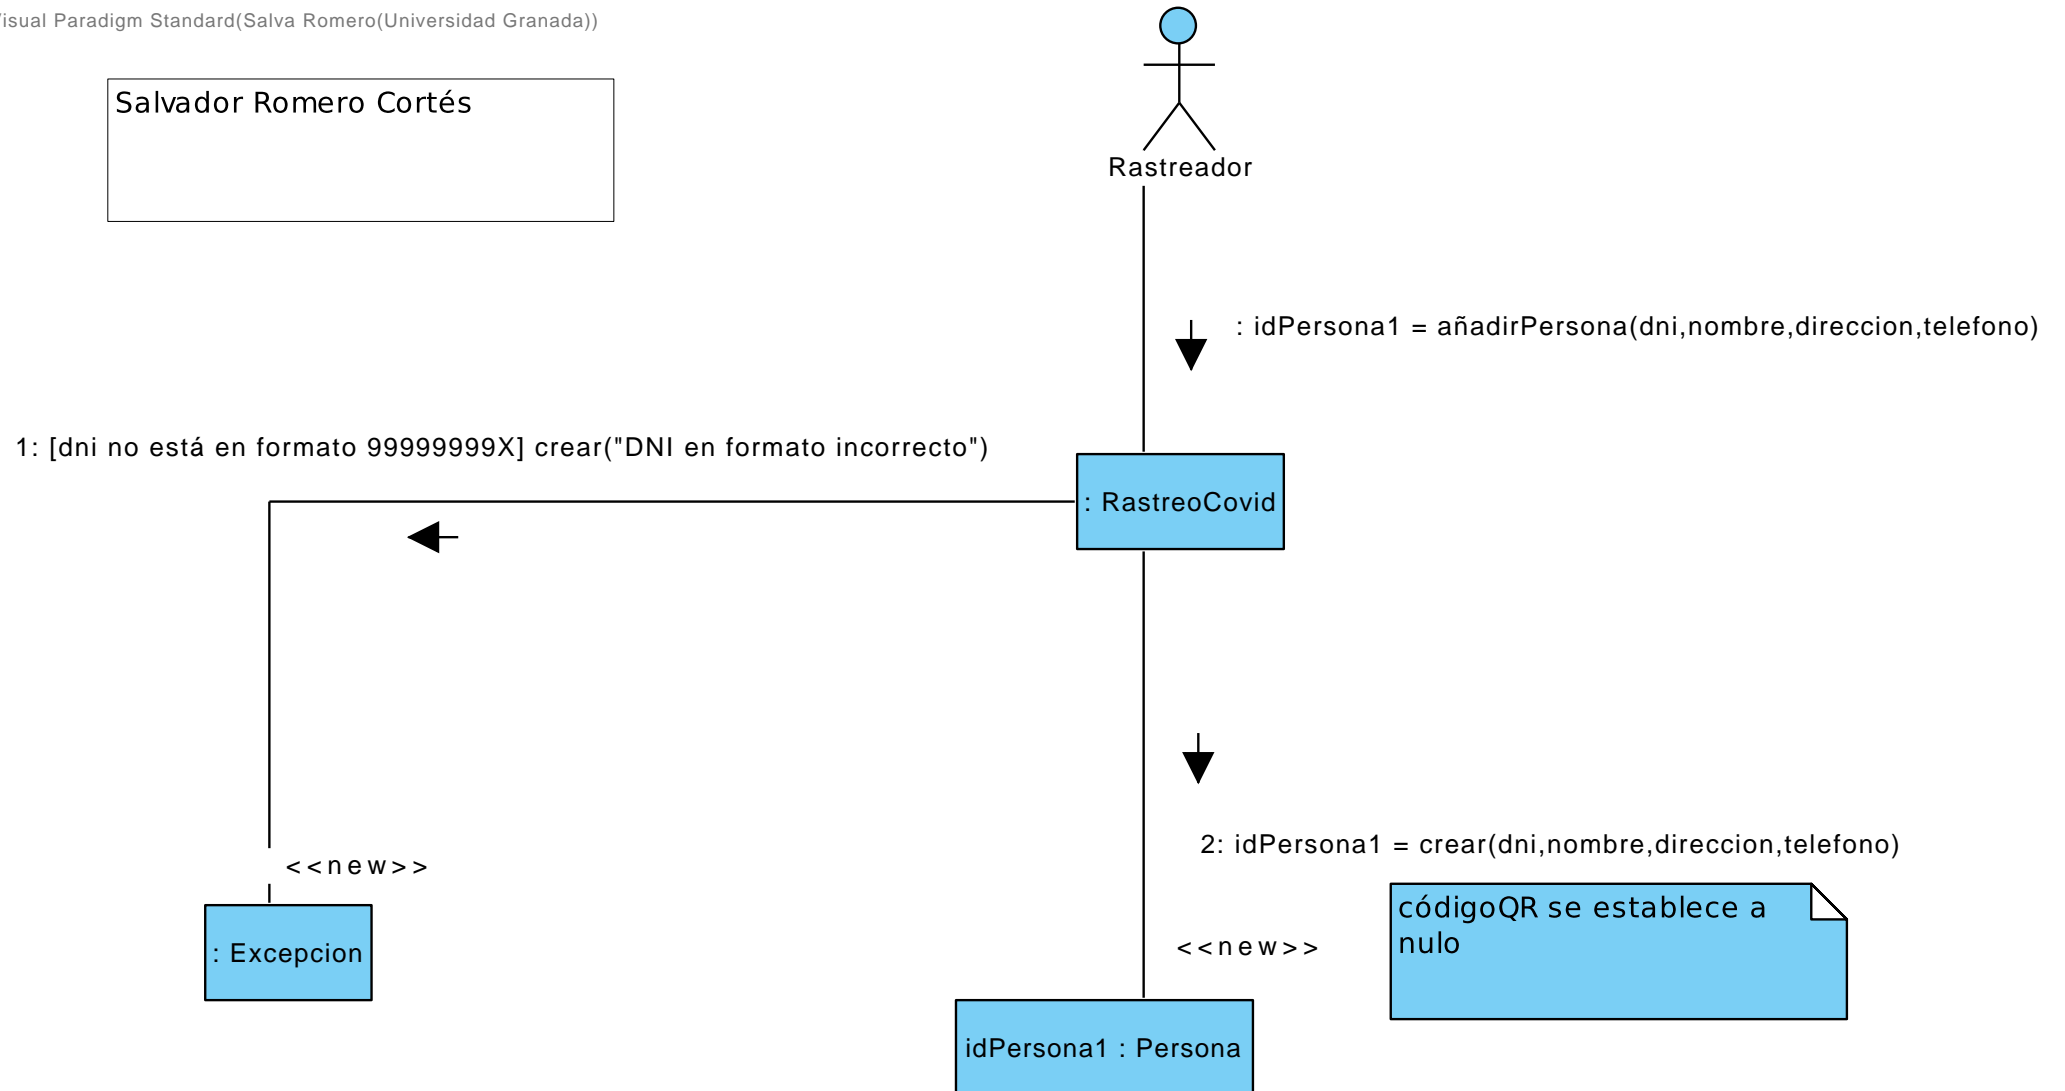 Visual Paradigm Standard(Salva Romero(Universidad Granada))
Salvador Romero Cortés
Rastreador
: idPersona1 = añadirPersona(dni,nombre,direccion,telefono)
1: [dni no está en formato 99999999X] crear("DNI en formato incorrecto")
: RastreoCovid
2: idPersona1 = crear(dni,nombre,direccion,telefono)
<<new>>
: Excepcion
códigoQR se establece a
nulo
<<new>>
idPersona1 : Persona